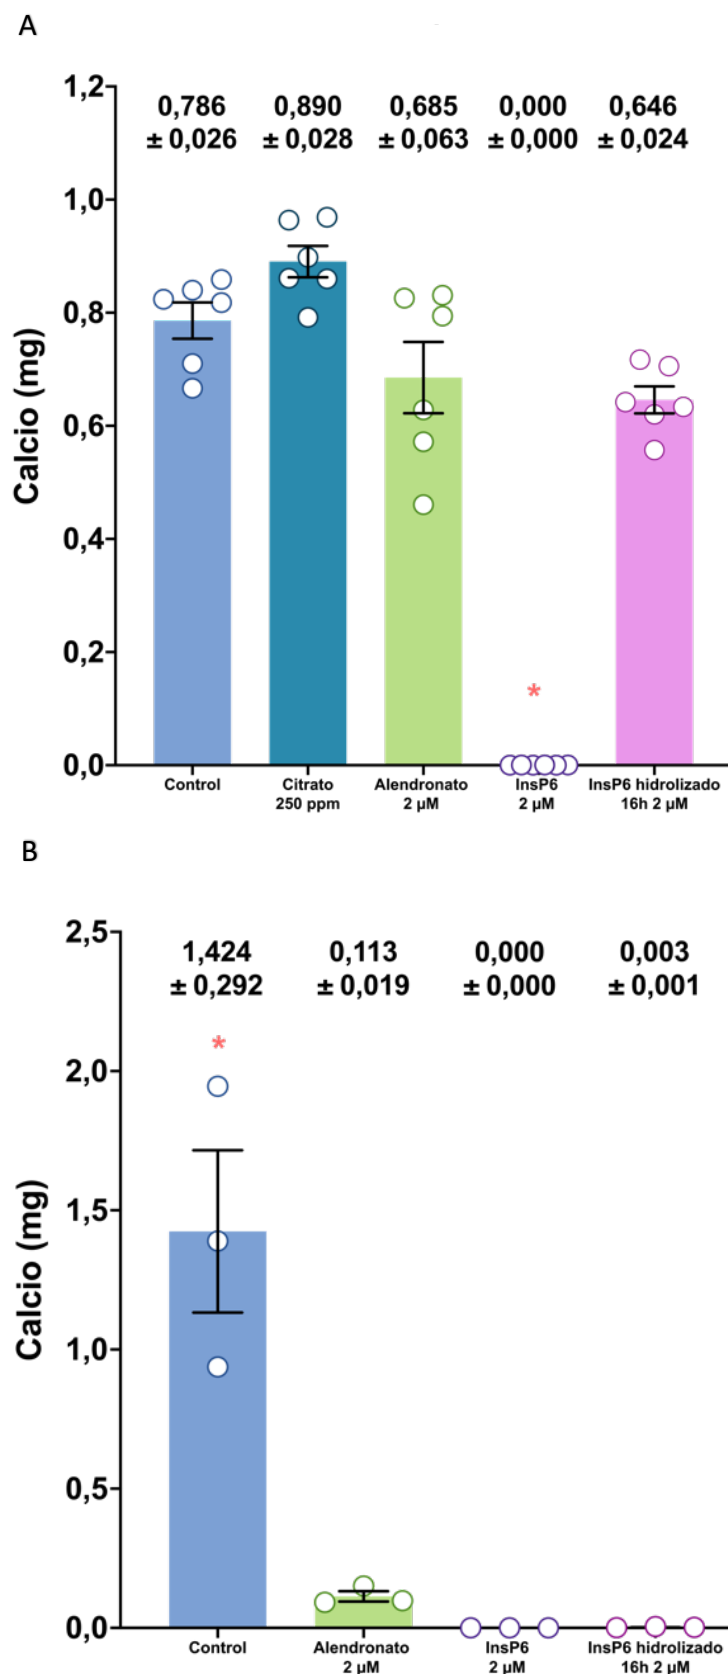 A
1,2
1,0
0,8
0,6
0,4
0,2
0,0
Calcio (mg)
0,786 0,890 0,685 0,000 0,646
± 0,026 ± 0,028 ± 0,063 ± 0,000 ± 0,024
*
Control Citrato Alendronato InsP6 InsP6 hidrolizado
250 ppm 2 µM 2 µM 16h 2 µM
B
2,5
2,0
1,5
1,0
0,5
0,0
Calcio (mg)
1,424 0,113 0,000 0,003
± 0,292 ± 0,019 ± 0,000 ± 0,001
*
Control Alendronato InsP6 InsP6 hidrolizado
2 µM 2 µM 16h 2 µM